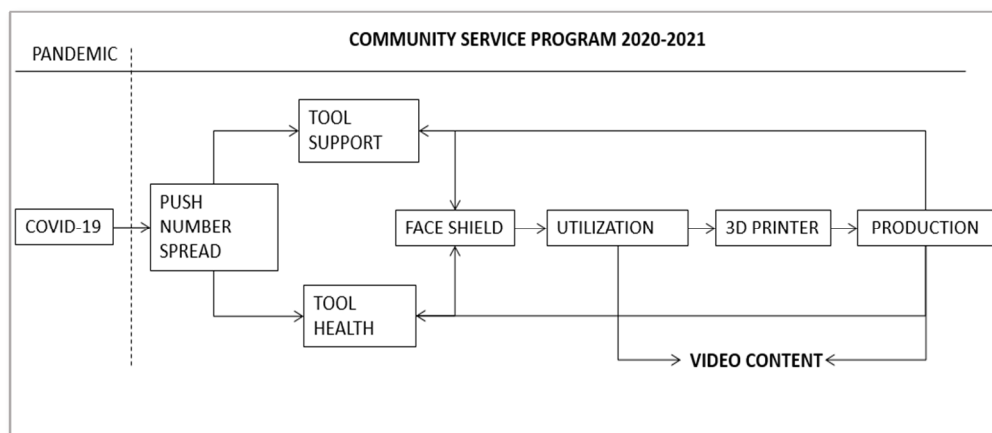 COMMUNITY SERVICE PROGRAM 2020-2021
PANDEMIC
TOOL
SUPPORT
COVID-19
PUSH
NUMBER
SPREAD
FACE SHIELD
UTILIZATION
3D PRINTER
PRODUCTION
TOOL
HEALTH
VIDEO CONTENT